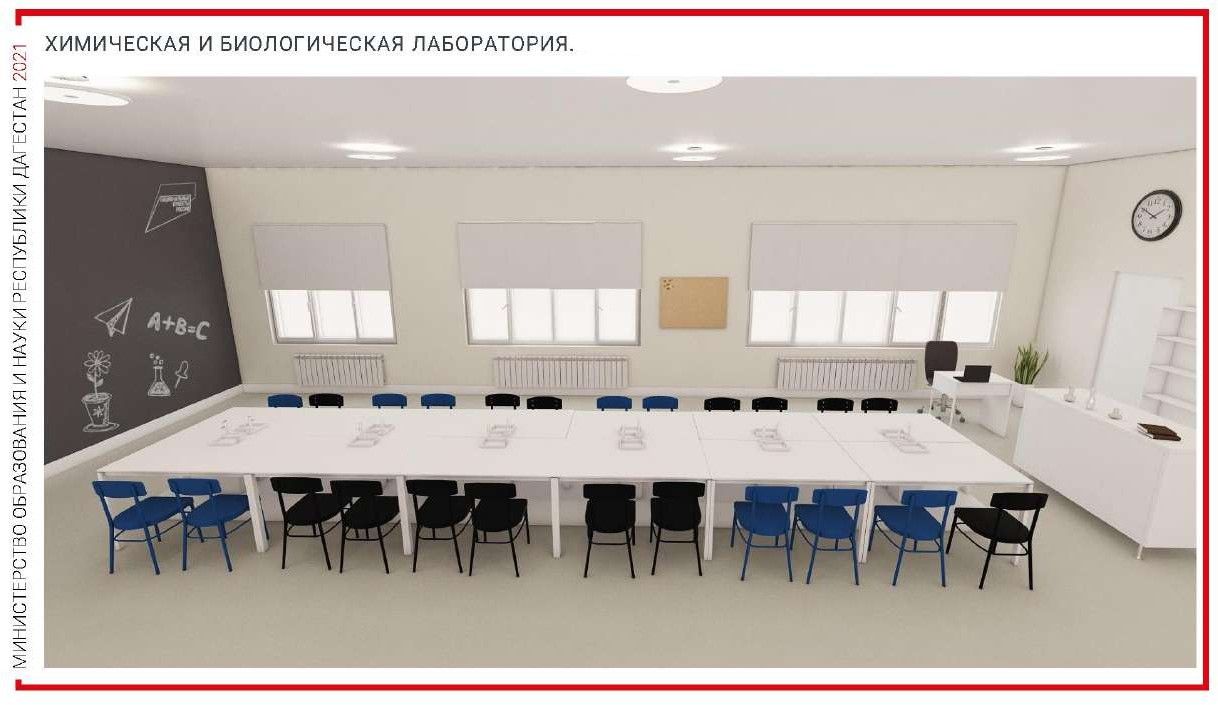 ХИМИЧЕСКАЯ И БИОЛОГИЧЕСКАЯ ЛАБОРАТОРИЯ.
МИНИСТЕРСТВО ОБРАЗОВАНИЯ И НАУКИ РЕСПУБЛИКИ ДАГЕСТАН 2021
A+B=C